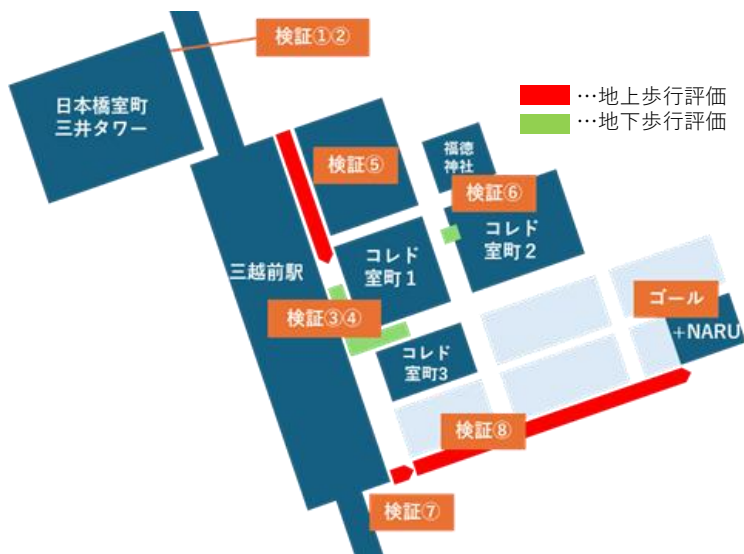 検証①②
日本橋室町
三井タワー
…地上歩行評価
…地下歩行評価
検証⑤
福徳
神社
検証⑥
コレド
室町2
三越前駅
コレド
室町1
検証③④
ゴール
+NARU
コレド
室町3
検証⑧
検証⑦